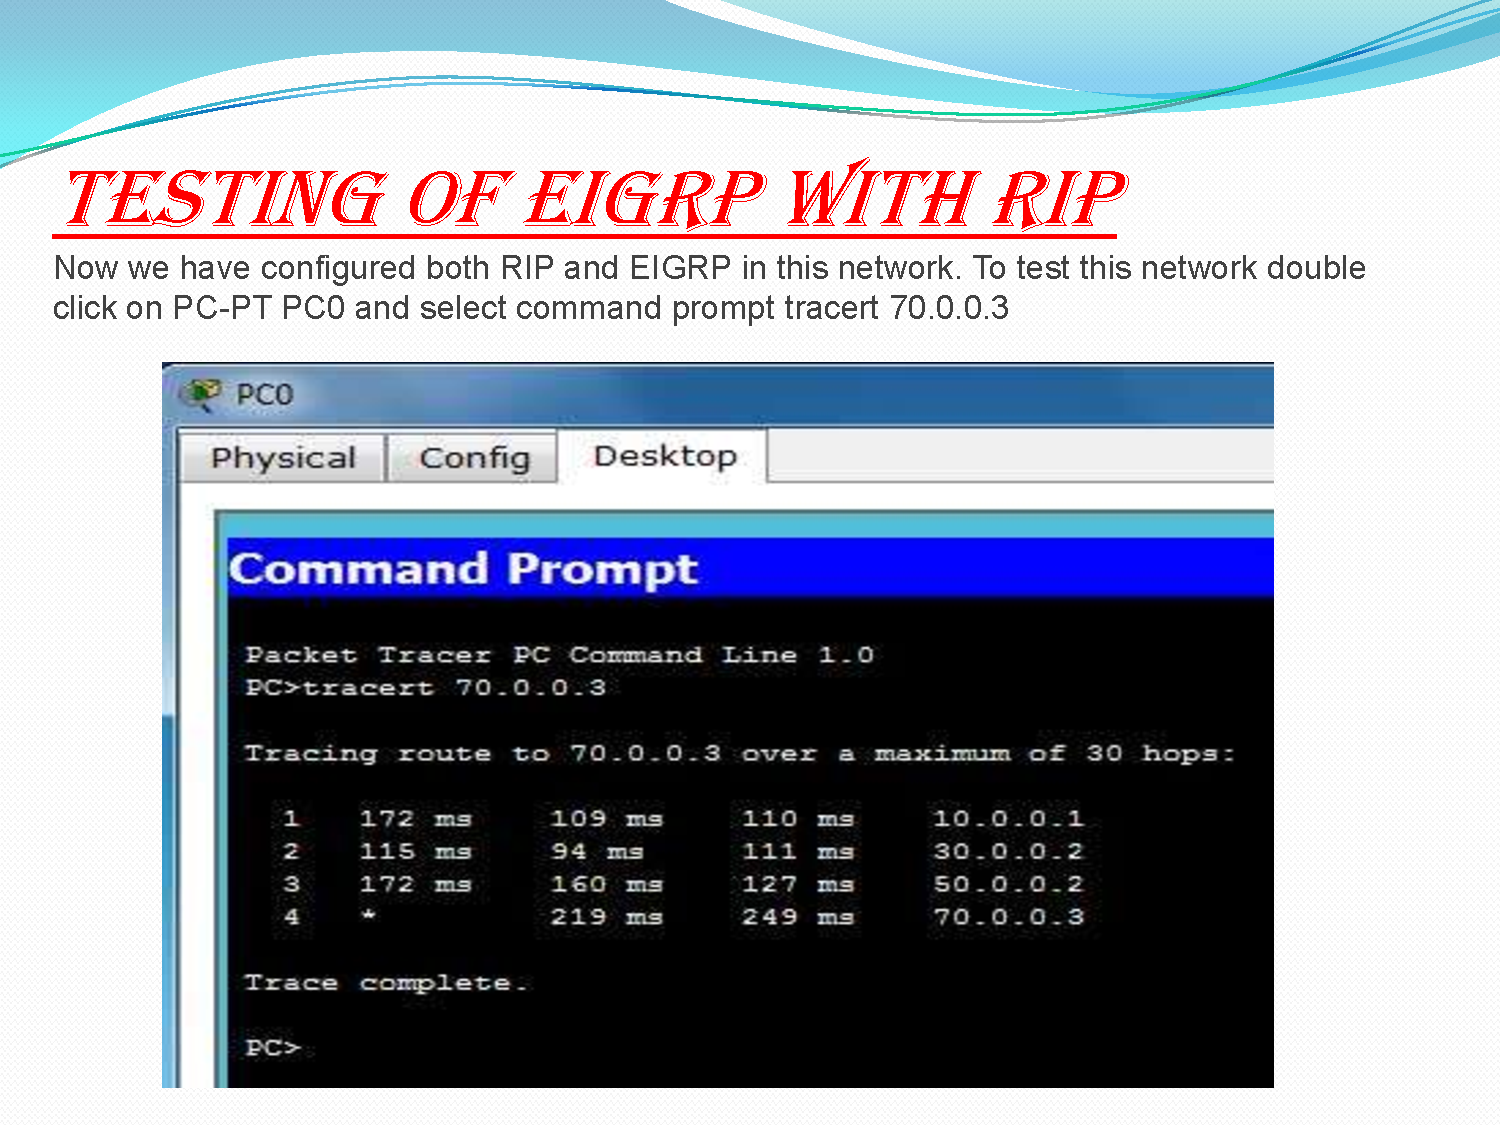 TESTING OF EIGRP WITH RIP
Now we have configured both RIP and EIGRP in this network. To test this network double
click on PC-PT PC0 and select command prompt tracert 70.0.0.3
PC0
Physical Config Desktop
Command Prompt
Packet Tracer PC Command Line 1.0
PC>tracert 70.0.0.3
Tracing route to 70.0.0.3 over a maximum of 30 hops:
1 172 ms 109 ms 110 ms 10.0.0.1
2 115 ms 94 ms 111 ms 30.0.0.2
3 172 ms 160 ms 127 ms 50.0.0.2
4 * 219 ms 249 ms 70.0.0.3
Trace complete.
PC>